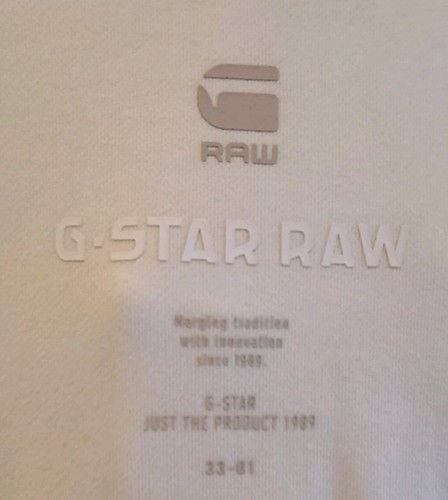 RAW
G-STAR RAW
Merging tradition
with innovation
since 1989.
G-STAR
JUST THE PRODUCT 1989
33-01